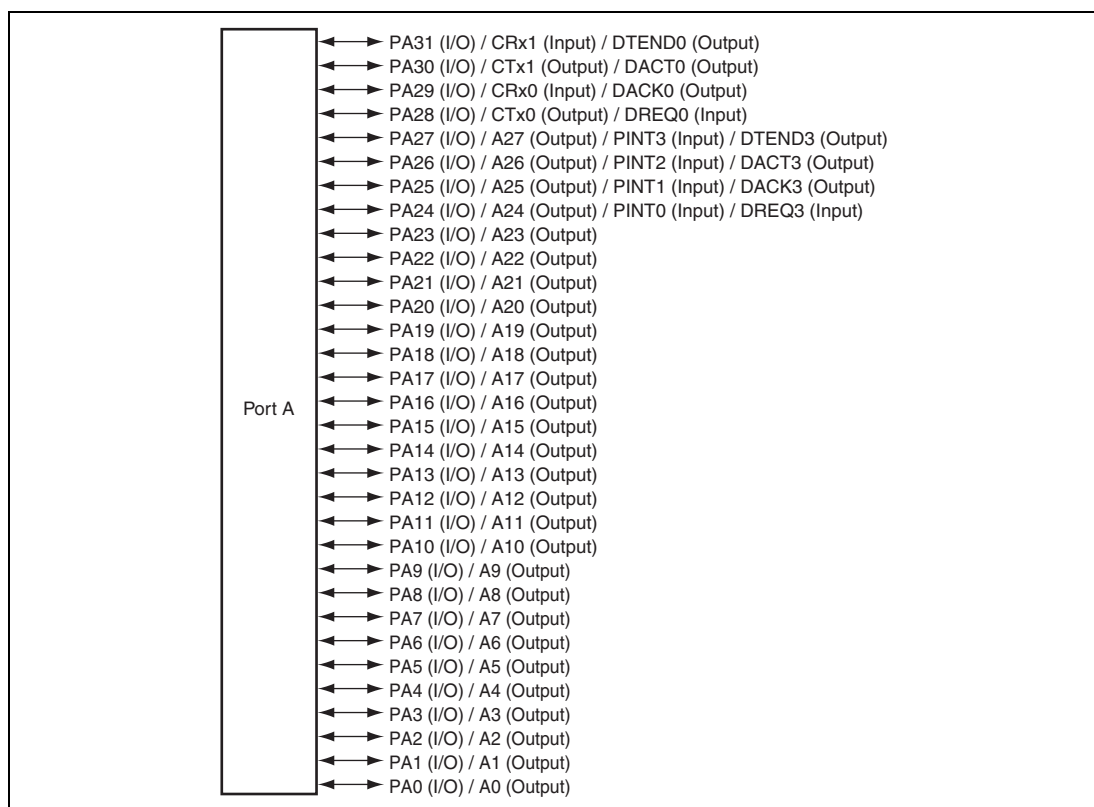 PA31 (I/O) / CRx1 (Input) / DTEND0 (Output)
PA30 (I/O) / CTx1 (Output) / DACT0 (Output)
PA29 (I/O) / CRx0 (Input) / DACK0 (Output)
PA28 (I/O) / CTx0 (Output) / DREQ0 (Input)
PA27 (I/O) / A27 (Output) / PINT3 (Input) / DTEND3 (Output)
PA26 (I/O) / A26 (Output) / PINT2 (Input) / DACT3 (Output)
PA25 (I/O) / A25 (Output) / PINT1 (Input) / DACK3 (Output)
PA24 (I/O) / A24 (Output) / PINT0 (Input) / DREQ3 (Input)
PA23 (I/O) / A23 (Output)
PA22 (I/O) / A22 (Output)
PA21 (I/O) / A21 (Output)
PA20 (I/O) / A20 (Output)
PA19 (I/O) / A19 (Output)
PA18 (I/O) / A18 (Output)
PA17 (I/O) / A17 (Output)
PA16 (I/O) / A16 (Output)
Port A
PA15 (I/O) / A15 (Output)
PA14 (I/O) / A14 (Output)
PA13 (I/O) / A13 (Output)
PA12 (I/O) / A12 (Output)
PA11 (I/O) / A11 (Output)
PA10 (I/O) / A10 (Output)
PA9 (I/O) / A9 (Output)
PA8 (I/O) / A8 (Output)
PA7 (I/O) / A7 (Output)
PA6 (I/O) / A6 (Output)
PA5 (I/O) / A5 (Output)
PA4 (I/O) / A4 (Output)
PA3 (I/O) / A3 (Output)
PA2 (I/O) / A2 (Output)
PA1 (I/O) / A1 (Output)
PA0 (I/O) / A0 (Output)